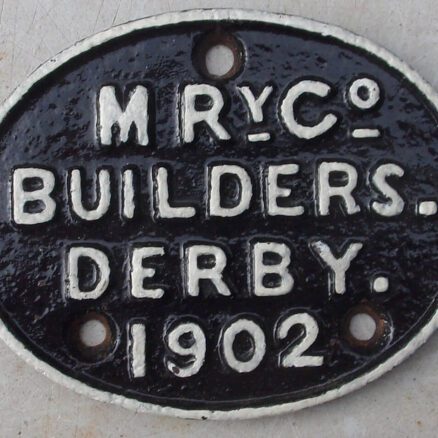 M RY CO
BUILDERS.
DERBY.
1902